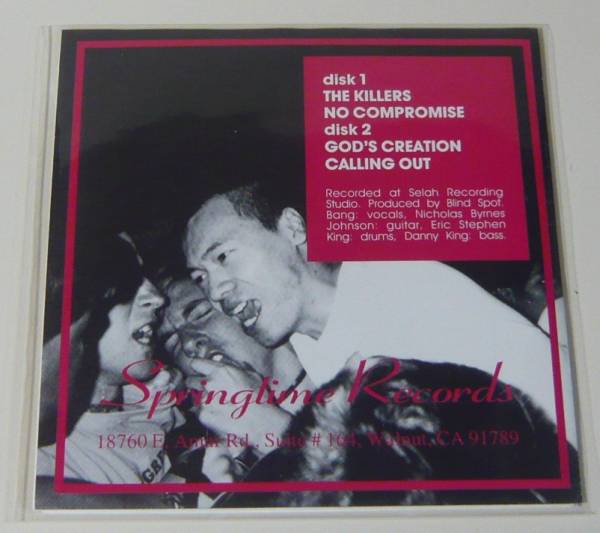 disk 1
THE KILLERS
NO COMPROMISE
disk 2
GOD'S CREATION
CALLING OUT
Recorded at Selah Recording
Studio. Produced by Blind Spot.
Bang: vocals, Nicholas Byrnes
Johnson: guitar, Eric Stephen
King: drums, Danny King: bass.
Springtime Records
18760 E. Amar Rd., Suite # 164, Walnut, CA 91789